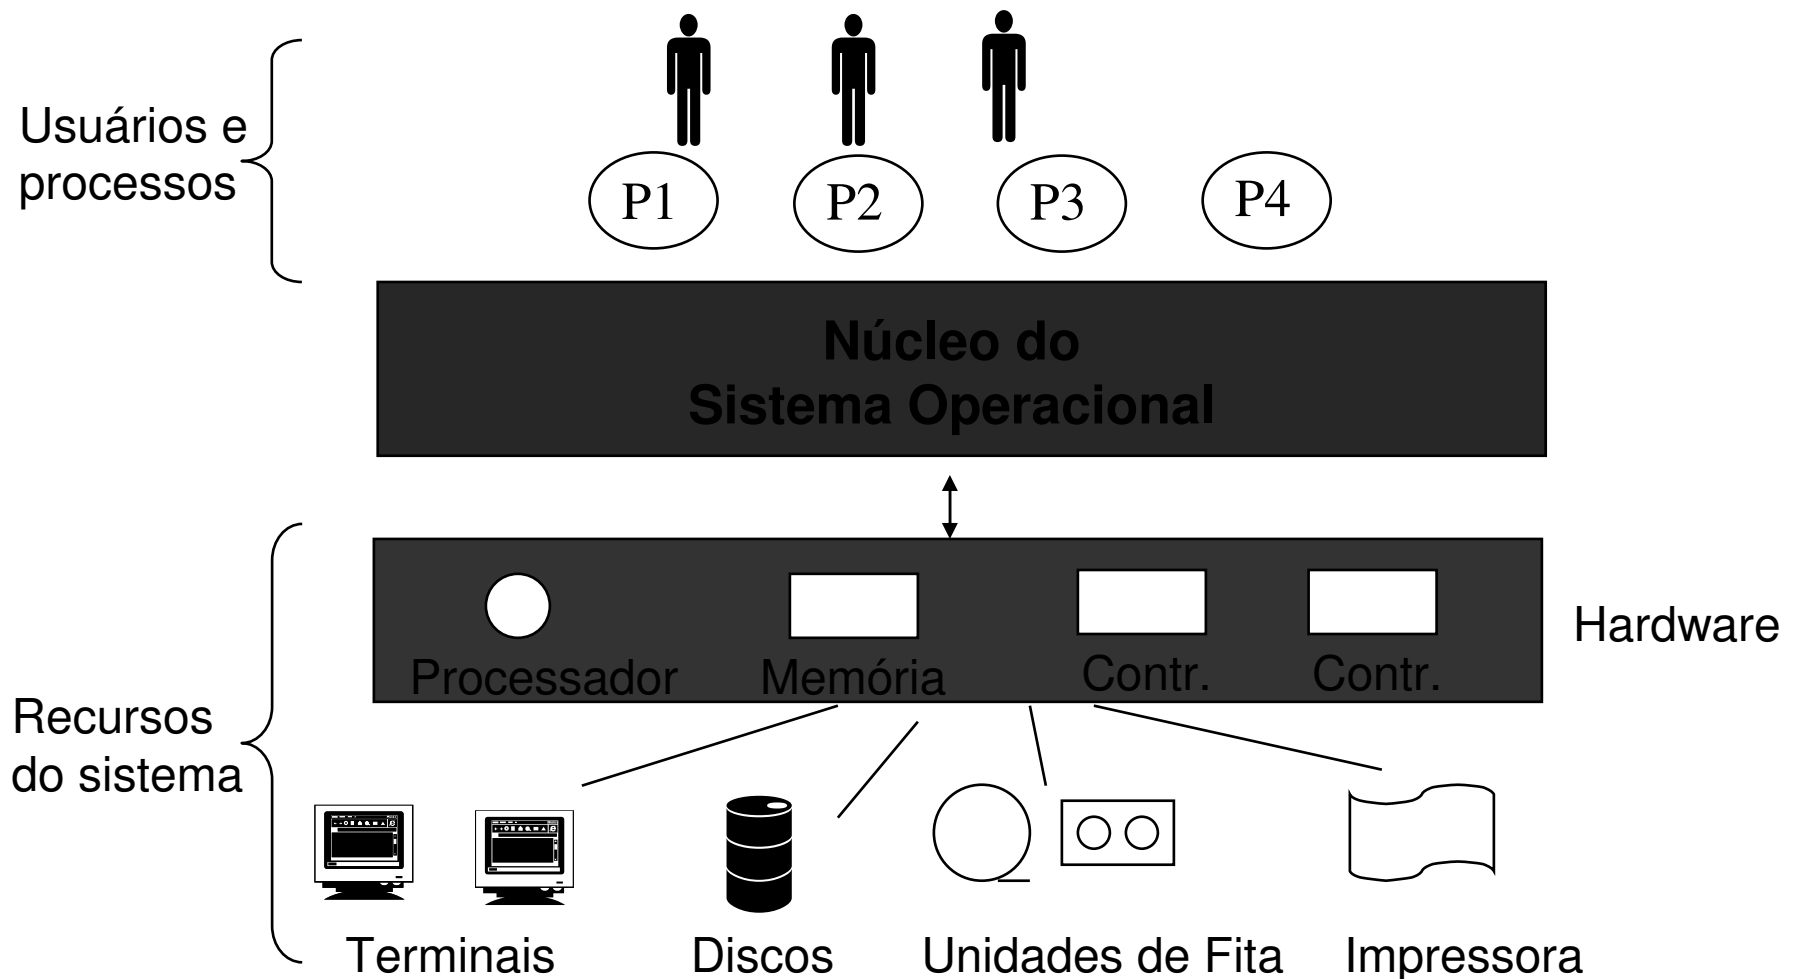 Usuários e
processos
P1
P2
P3
P4
Núcleo do
Sistema Operacional
Processador
Memória
Contr.
Contr.
Hardware
Recursos
do sistema
Terminais
Discos
Unidades de Fita
Impressora